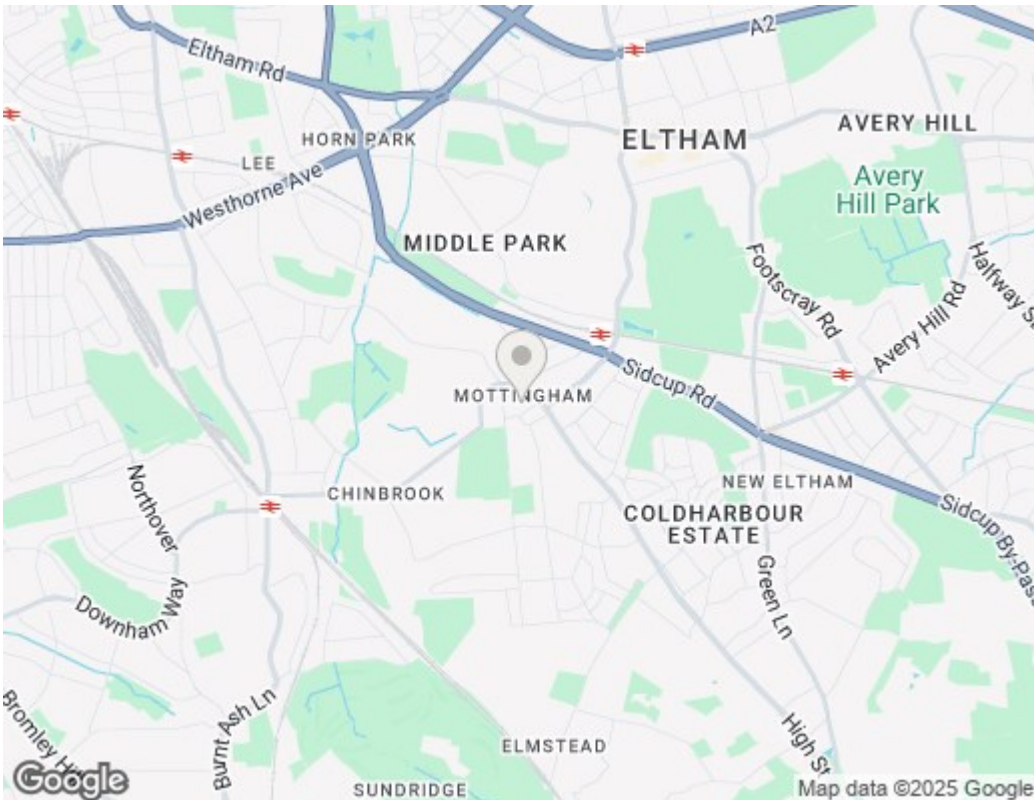 A2
Eltham Rd
AVERY HILL
HORN PARK
ELTHAM
LEE
Avery
Hill Park
Westhorne Ave
MIDDLE PARK
Footscray Rd
Halfway S
Avery Hill Rd
Sidcup Rd
MOTTINGHAM
Northover
CHINBROOK
NEW ELTHAM
COLDHARBOUR
ESTATE
Sidcup By-Pass
Green Ln
Downham Way
Burnt Ash Ln
Bromley Hill
High St
ELMSTEAD
SUNDRIDGE
Google
Map data ©2025 Google